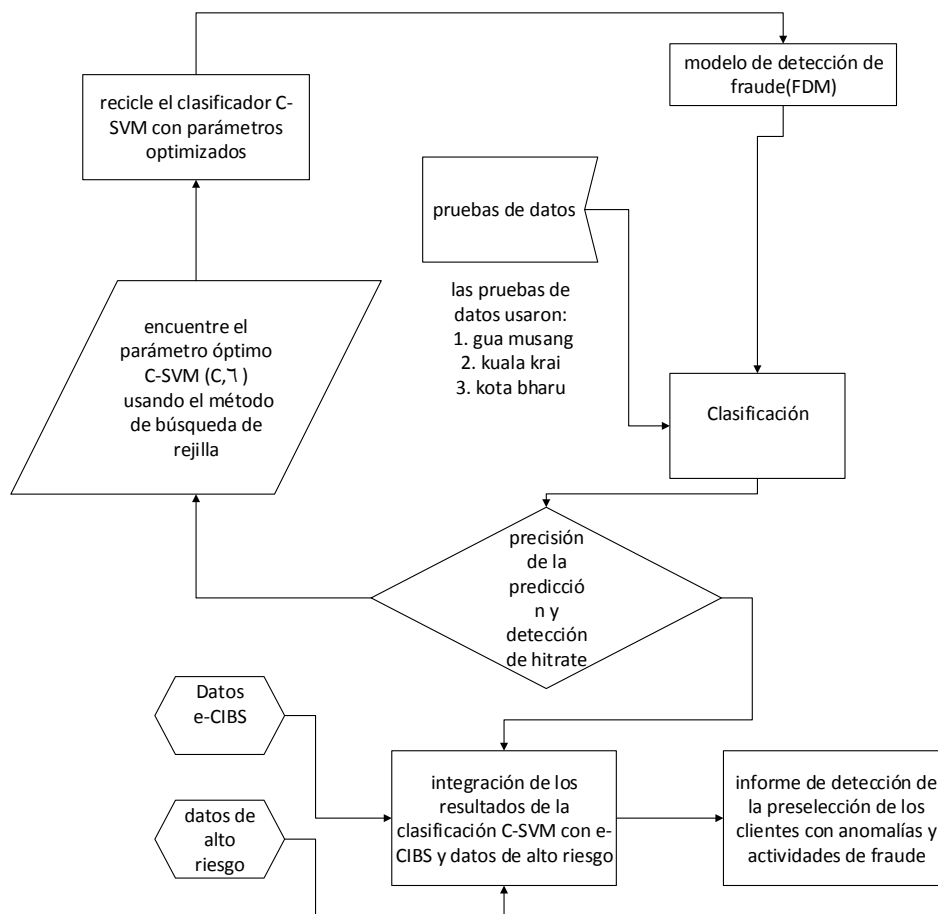 modelo de detección de
fraude(FDM)
recicle el clasificador C-
SVM con parámetros
optimizados
pruebas de datos
las pruebas de
datos usaron:
1. gua musang
2. kuala krai
3. kota bharu
encuentre el
parámetro óptimo
C-SVM (C,٦ )
usando el método
de búsqueda de
rejilla
Clasificación
precisión
de la
predicció
n y
detección
de hitrate
Datos
e-CIBS
datos de
alto
riesgo
integración de los
resultados de la
clasificación C-SVM con e-
CIBS y datos de alto riesgo
informe de detección de
la preselección de los
clientes con anomalías y
actividades de fraude